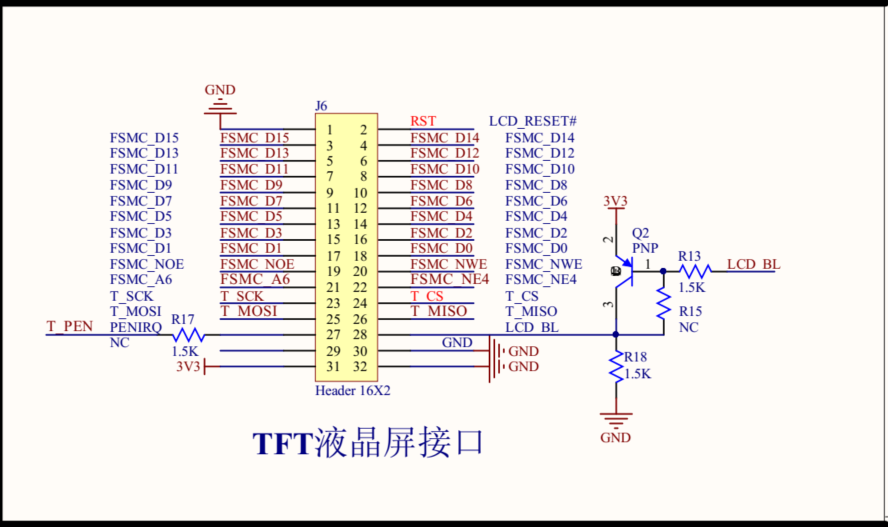 GND
J6
RST LCD_RESET#
1 2
FSMC_D15 FSMC_D15 3 4 FSMC_D14 FSMC_D14
FSMC_D13 FSMC_D13 5 6 FSMC_D12 FSMC_D12
FSMC_D11 FSMC_D11 7 8 FSMC_D10 FSMC_D10
FSMC_D9 FSMC_D9 9 10 FSMC_D8 FSMC_D8
FSMC_D7 FSMC_D7 11 12 FSMC_D6 FSMC_D6
FSMC_D5 FSMC_D5 13 14 FSMC_D4 FSMC_D4
FSMC_D3 FSMC_D3 15 16 FSMC_D2 FSMC_D2
FSMC_D1 FSMC_D1 17 18 FSMC_D0 FSMC_D0
FSMC_NOE FSMC_NOE 19 20 FSMC_NWE FSMC_NWE
FSMC_A6 FSMC_A6 21 22 FSMC_NE4 FSMC_NE4
T_SCK T_SCK 23 24 T_CS T_CS
T_MOSI T_MOSI 25 26 T_MISO T_MISO
T_PEN PENIRQ R17 27 28 LCD_BL
1.5K
NC 29 30 GND GND
3V3 31 32 GND
Header 16X2
3V3
2 Q2
PNP
1 R13 LCD_BL
1.5K
3 R15
NC
R18
1.5K
GND
TFT液晶屏接口